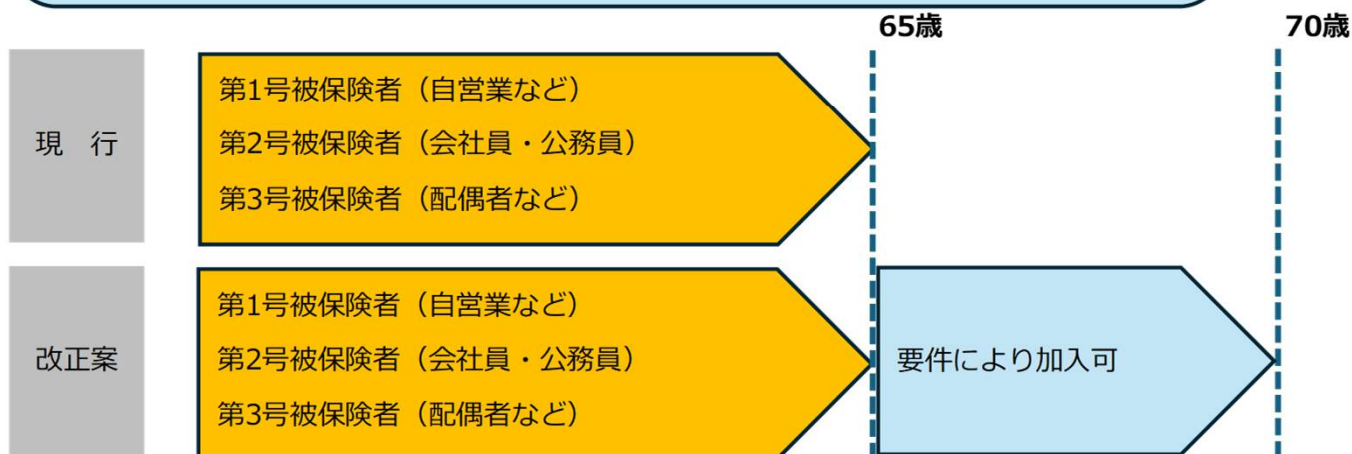 65歳
70歳
現　行
第1号被保険者（自営業など）
第2号被保険者（会社員・公務員）
第3号被保険者（配偶者など）
改正案
第1号被保険者（自営業など）
第2号被保険者（会社員・公務員）
第3号被保険者（配偶者など）
要件により加入可